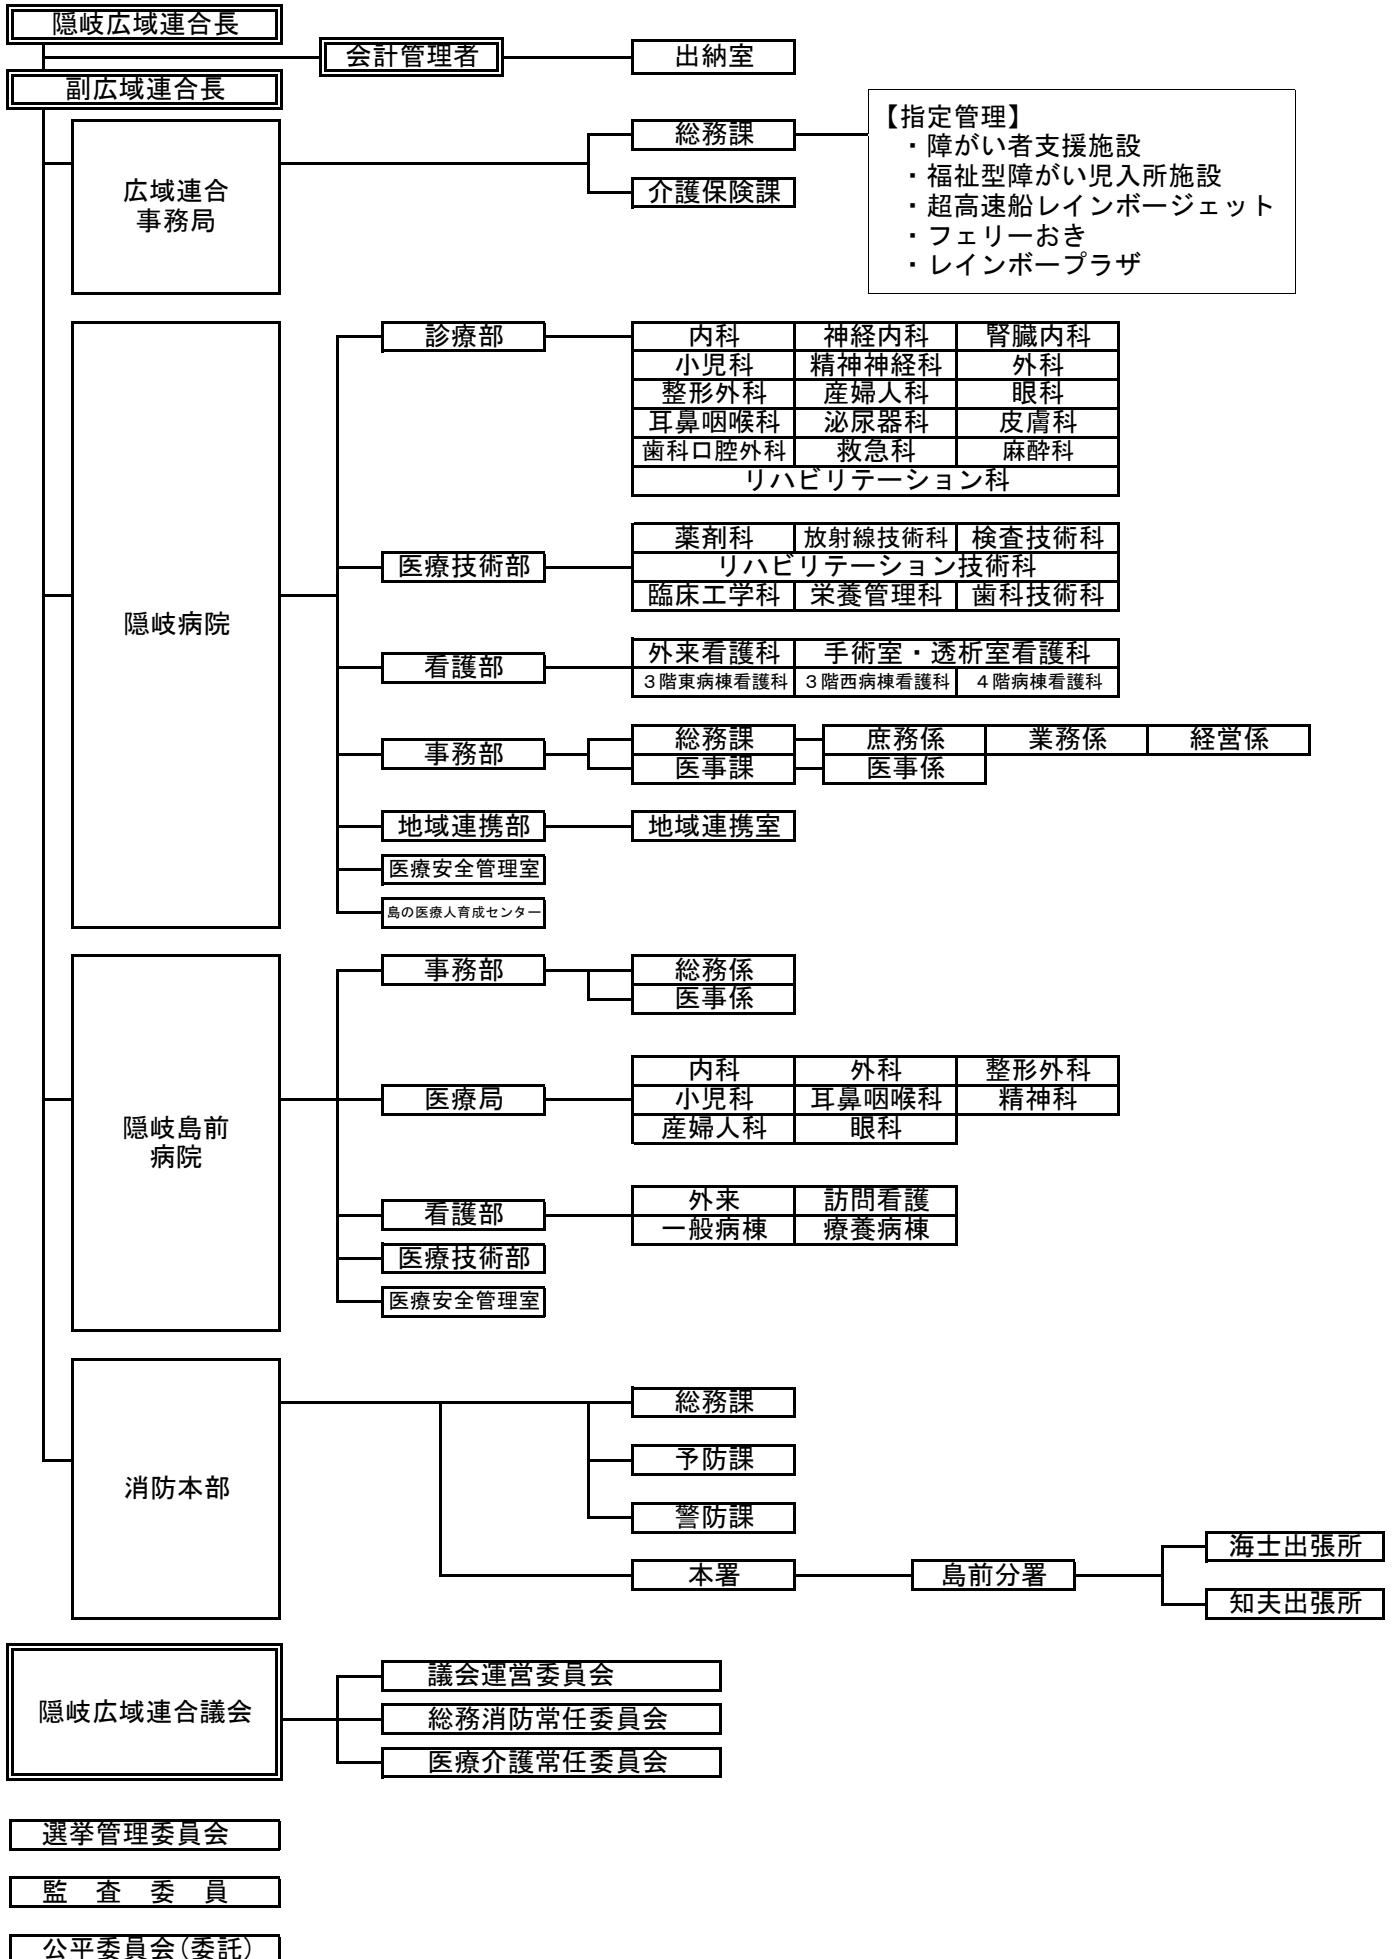 隠岐広域連合長
会計管理者 出納室
副広域連合長
広域連合
事務局
総務課
介護保険課
【指定管理】
・障がい者支援施設
・福祉型障がい児入所施設
・超高速船レインボージェット
・フェリーおき
・レインボープラザ
隠岐病院
診療部
内科 神経内科 腎臓内科
小児科 精神神経科 外科
整形外科 産婦人科 眼科
耳鼻咽喉科 泌尿器科 皮膚科
歯科口腔外科 救急科 麻酔科
リハビリテーション科
医療技術部
薬剤科 放射線技術科 検査技術科
リハビリテーション技術科
臨床工学科 栄養管理科 歯科技術科
看護部
外来看護科 手術室・透析室看護科
3階東病棟看護科 3階西病棟看護科 4階病棟看護科
事務部
総務課 庶務係 業務係 経営係
医事課 医事係
地域連携部 地域連携室
医療安全管理室
島の医療人育成センター
隠岐島前
病院
事務部
総務係
医事係
医療局
内科 外科 整形外科
小児科 耳鼻咽喉科 精神科
産婦人科 眼科
看護部
外来 訪問看護
一般病棟 療養病棟
医療技術部
医療安全管理室
消防本部
総務課
予防課
警防課
本署 島前分署
海士出張所
知夫出張所
隠岐広域連合議会
議会運営委員会
総務消防常任委員会
医療介護常任委員会
選挙管理委員会
監　査　委　員
公平委員会(委託)